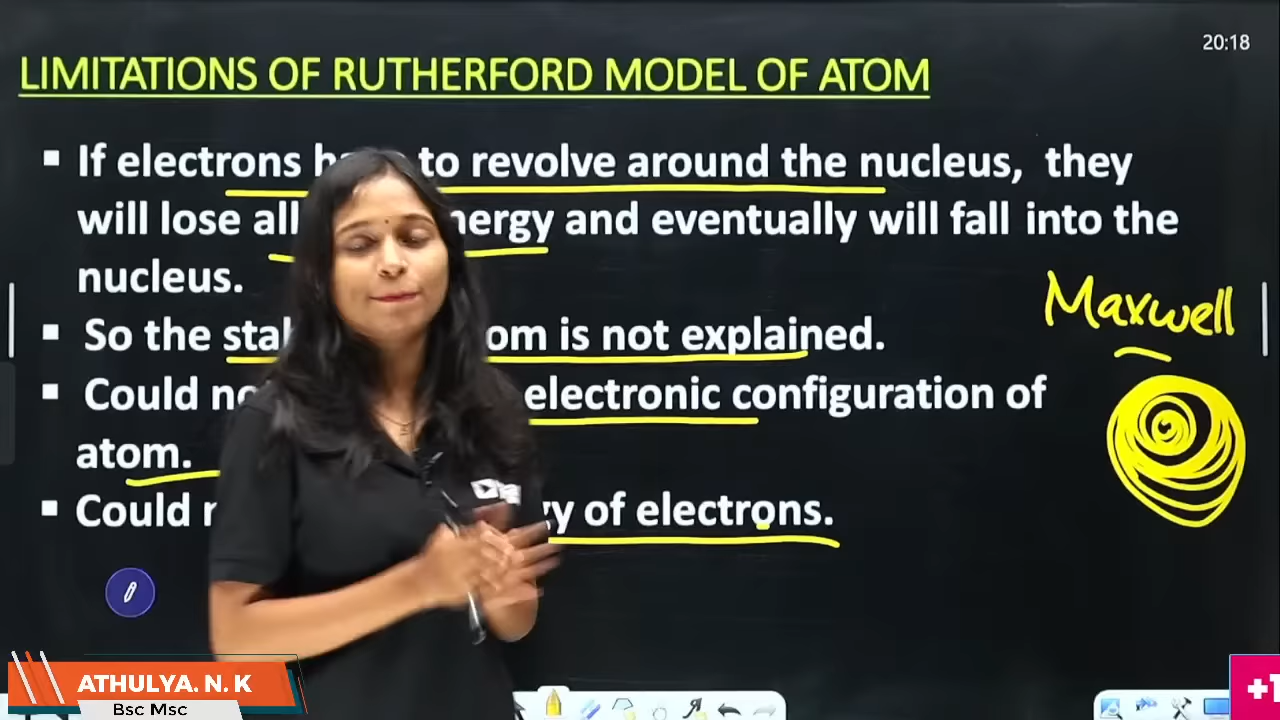 20:18
LIMITATIONS OF RUTHERFORD MODEL OF ATOM
▪ If electrons to revolve around the nucleus, they
will lose all and eventually will fall into the
nucleus.
Maxwell
▪ So the is not explained.
▪ Could electronic configuration of
atom.
▪ Could of electrons.
ATHULYA. N. K
Bsc Msc